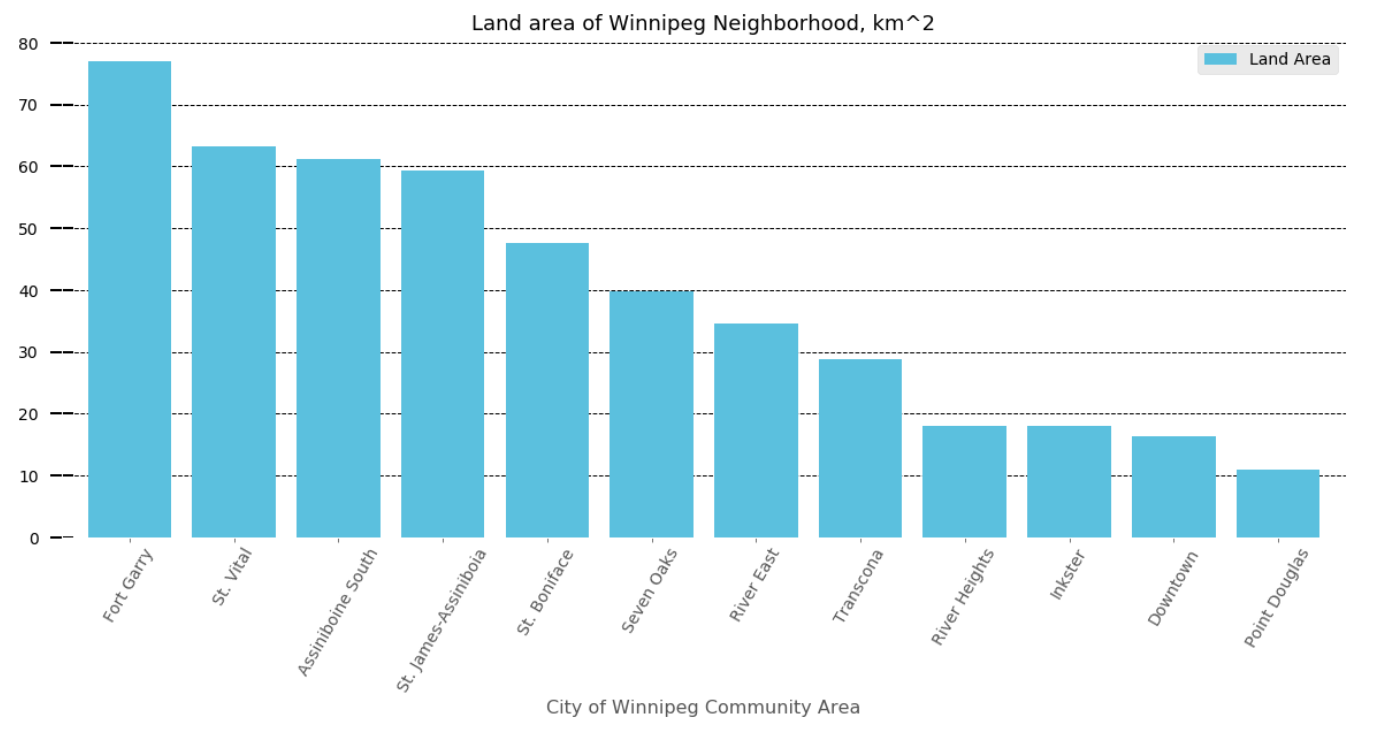 Land area of Winnipeg Neighborhood, km^2
Land Area
80
70
60
50
40
30
20
10
0
Fort Garry
St. Vital
Assiniboine South
St. James-Assiniboia
St. Boniface
Seven Oaks
River East
Transcona
River Heights
Inkster
Downtown
Point Douglas
City of Winnipeg Community Area